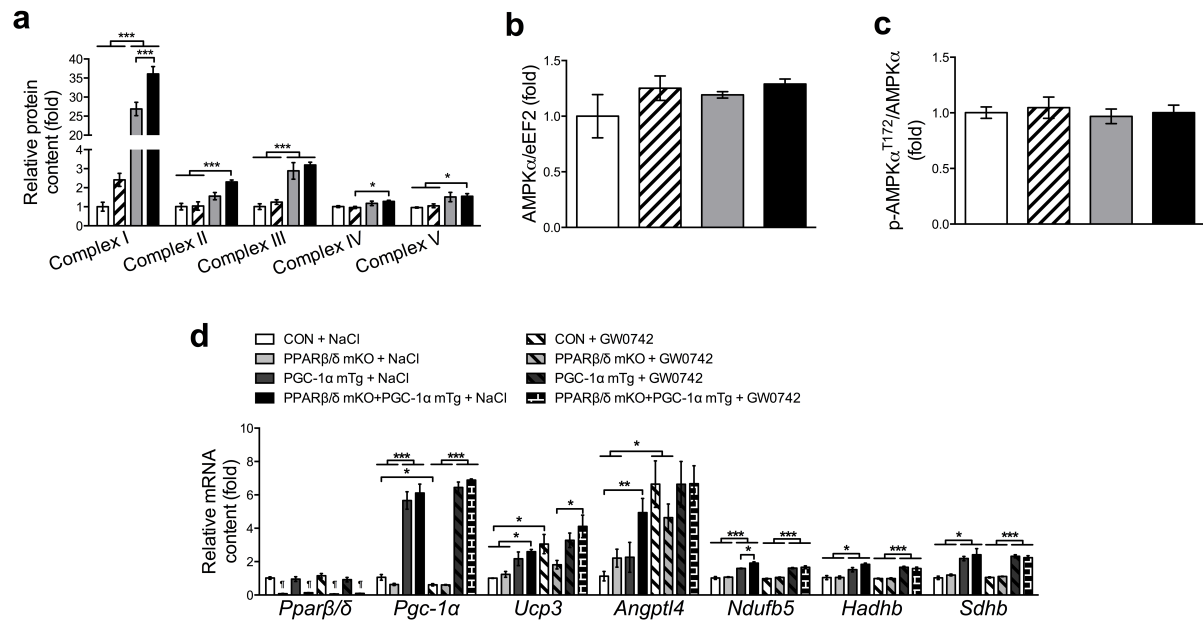 a
Relative protein
content (fold)
40
35
30
25
20
4
3
2
1
0
***
***
***
***
*
*
Complex I
Complex II
Complex III
Complex IV
Complex V
b
AMPKα/eEF2 (fold)
1.5
1.0
0.5
0.0
c
p-AMPKα^T172/AMPKα
(fold)
1.5
1.0
0.5
0.0
d
CON + NaCl
PPARβ/δ mKO + NaCl
PGC-1α mTg + NaCl
PPARβ/δ mKO+PGC-1α mTg + NaCl
CON + GW0742
PPARβ/δ mKO + GW0742
PGC-1α mTg + GW0742
PPARβ/δ mKO+PGC-1α mTg + GW0742
Relative mRNA
content (fold)
10
8
6
4
2
0
¶ ¶ ¶ ¶
*** ***
*
*
*
*
*
**
*** ***
*
* ***
* ***
Pparβ/δ
Pgc-1α
Ucp3
Angptl4
Ndufb5
Hadhb
Sdhb